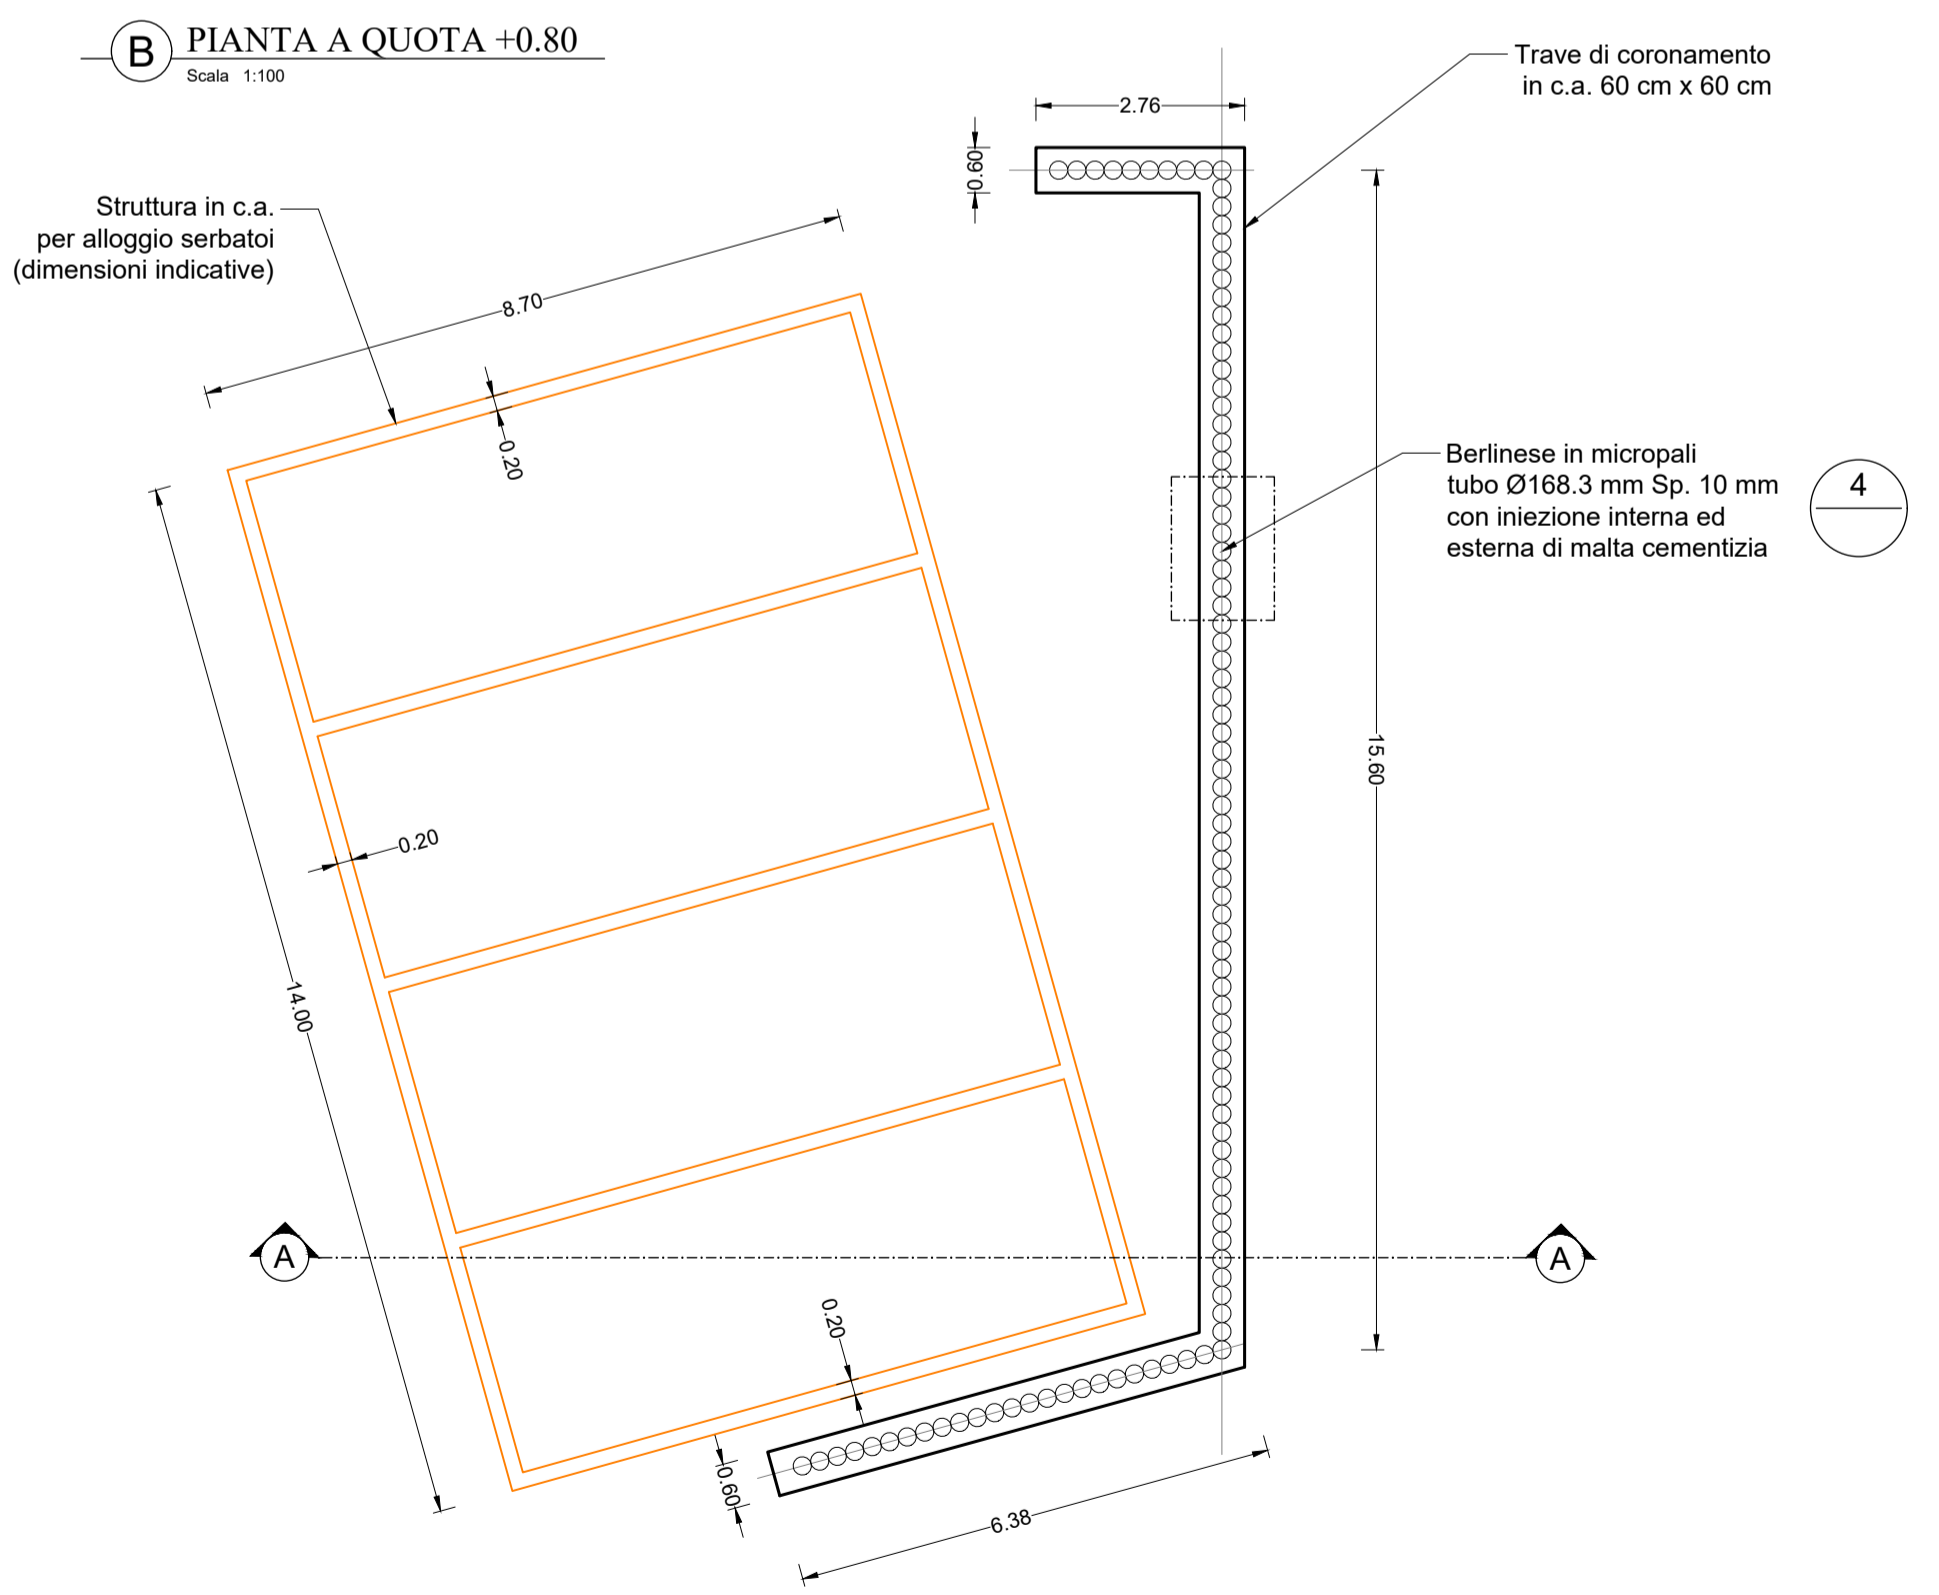 B
PIANTA A QUOTA +0.80
Scala 1:100
Trave di coronamento
in c.a. 60 cm x 60 cm
2.76
0.60
Struttura in c.a.
per alloggio serbatoi
(dimensioni indicative)
8.70
0.20
Berlinese in micropali
tubo Ø168.3 mm Sp. 10 mm
con iniezione interna ed
esterna di malta cementizia
4
15.60
0.20
14.00
A
A
0.20
0.60
6.38